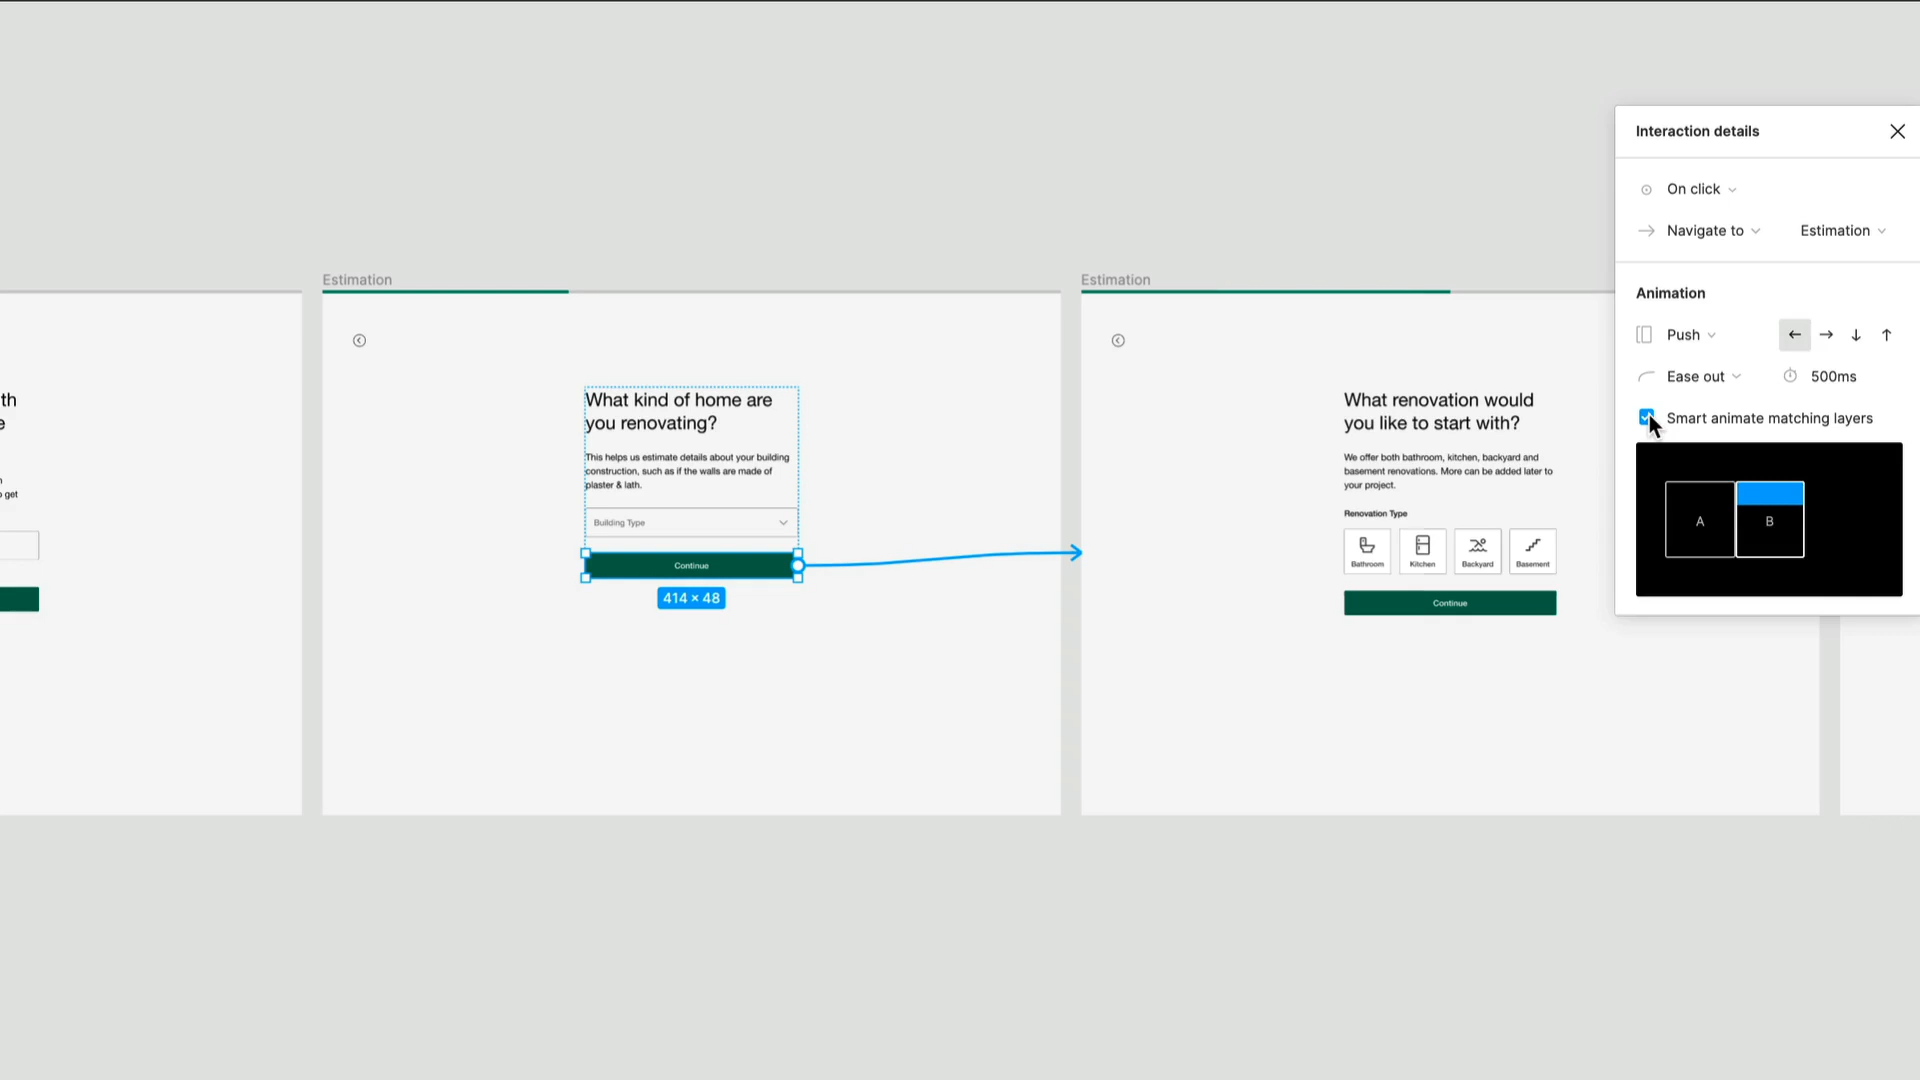 Interaction details
On click
Navigate to
Estimation
Animation
Push
Ease out
500ms
Smart animate matching layers
A
B
th
e
o get
Estimation
What kind of home are
you renovating?
This helps us estimate details about your building
construction, such as if the walls are made of
plaster & lath.
Building Type
Continue
414 × 48
Estimation
What renovation would
you like to start with?
We offer both bathroom, kitchen, backyard and
basement renovations. More can be added later to
your project.
Renovation Type
Bathroom
Kitchen
Backyard
Basement
Continue